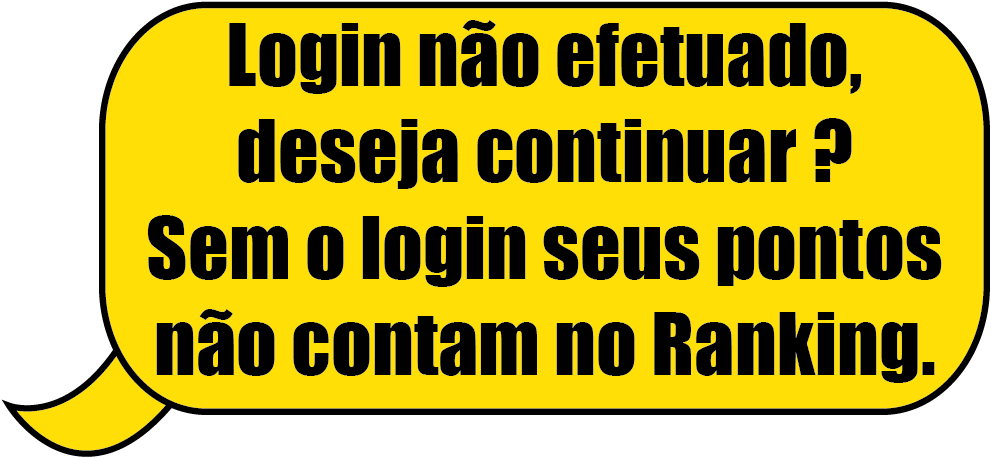 Login não efetuado,
deseja continuar ?
Sem o login seus pontos
não contam no Ranking.